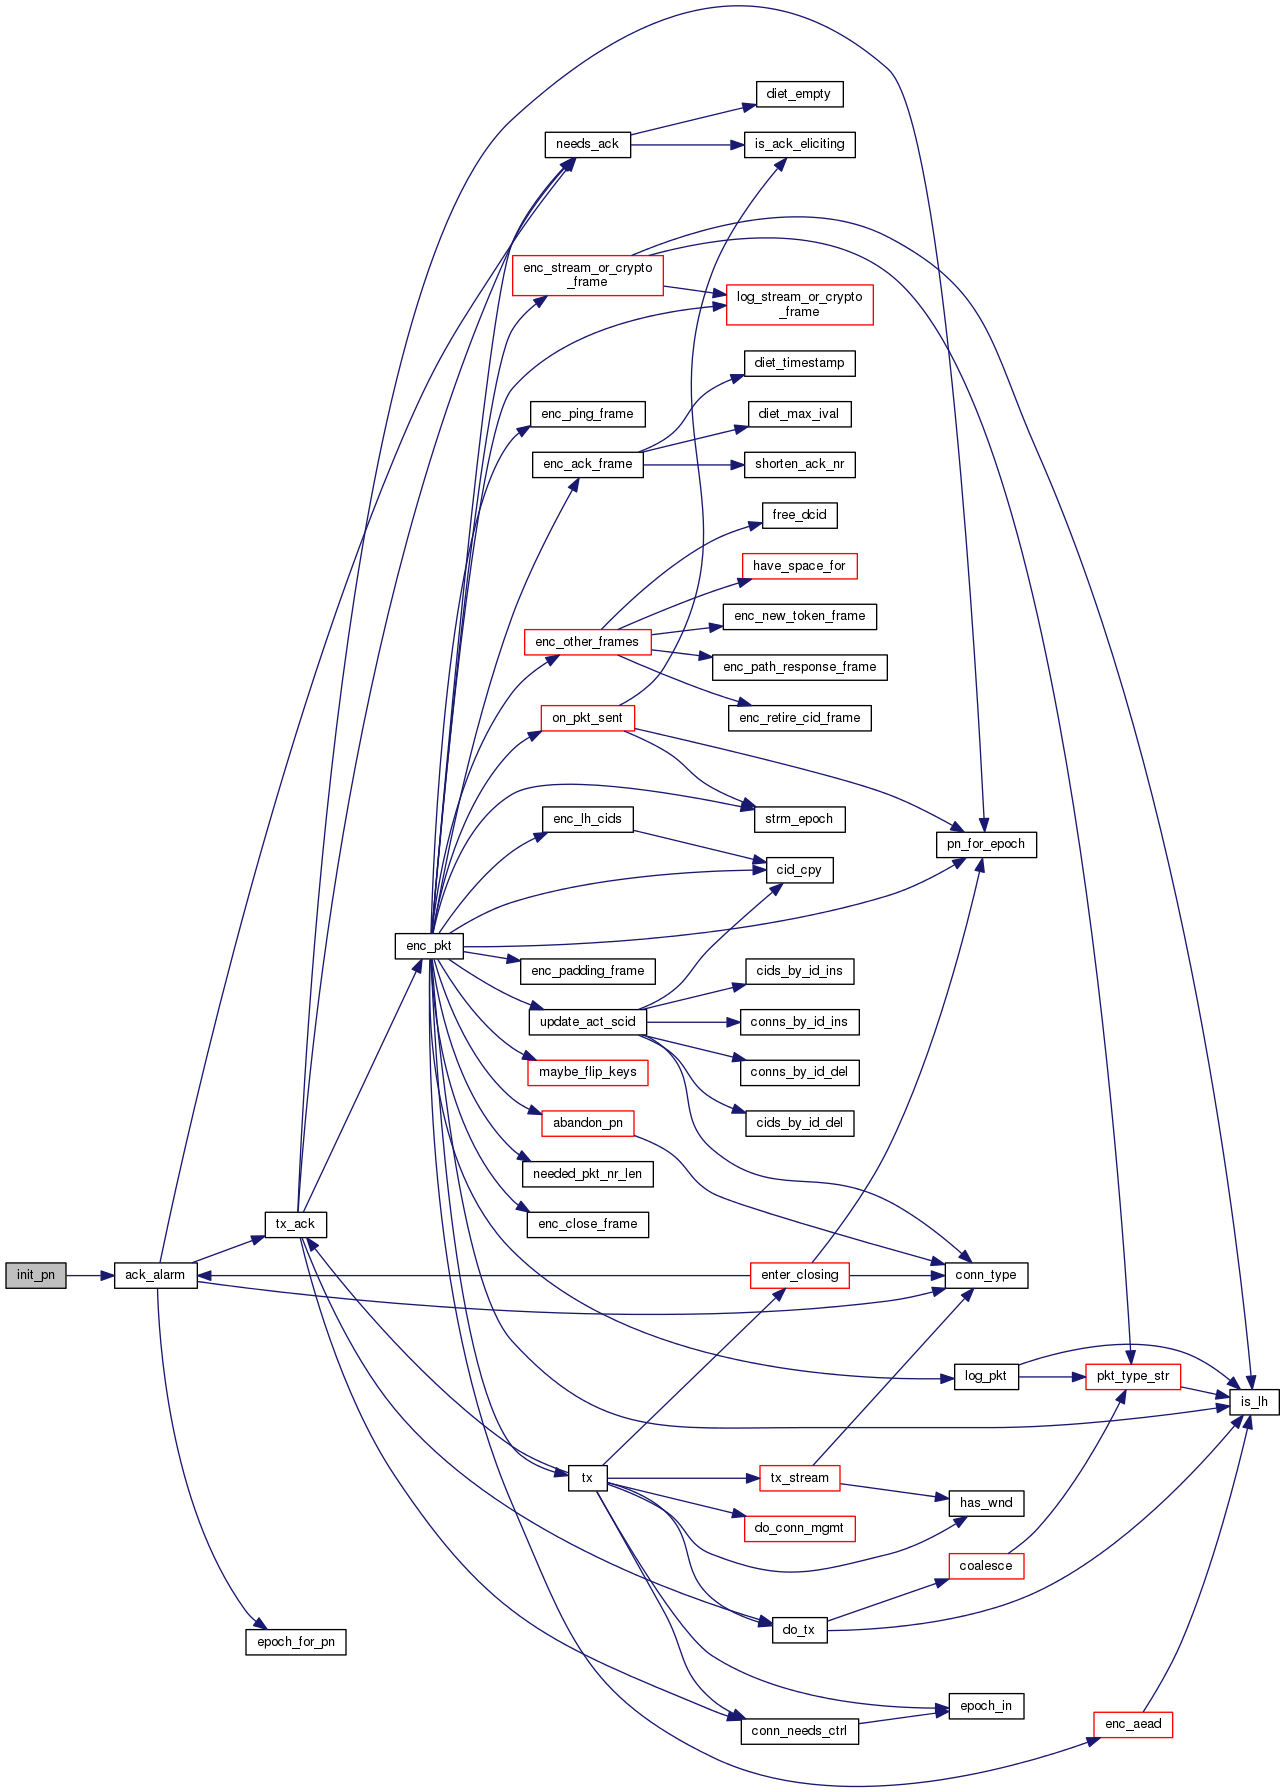 diet_empty
needs_ack
is_ack_eliciting
enc_stream_or_crypto
_frame
log_stream_or_crypto
_frame
diet_timestamp
enc_ping_frame
diet_max_ival
enc_ack_frame
shorten_ack_nr
free_dcid
have_space_for
enc_new_token_frame
enc_other_frames
enc_path_response_frame
on_pkt_sent
enc_retire_cid_frame
enc_lh_cids
strm_epoch
pn_for_epoch
cid_cpy
enc_pkt
enc_padding_frame
cids_by_id_ins
update_act_scid
conns_by_id_ins
maybe_flip_keys
conns_by_id_del
abandon_pn
cids_by_id_del
needed_pkt_nr_len
tx_ack
enc_close_frame
init_pn
ack_alarm
enter_closing
conn_type
log_pkt
pkt_type_str
is_lh
tx
tx_stream
has_wnd
do_conn_mgmt
coalesce
do_tx
epoch_for_pn
epoch_in
conn_needs_ctrl
enc_aead